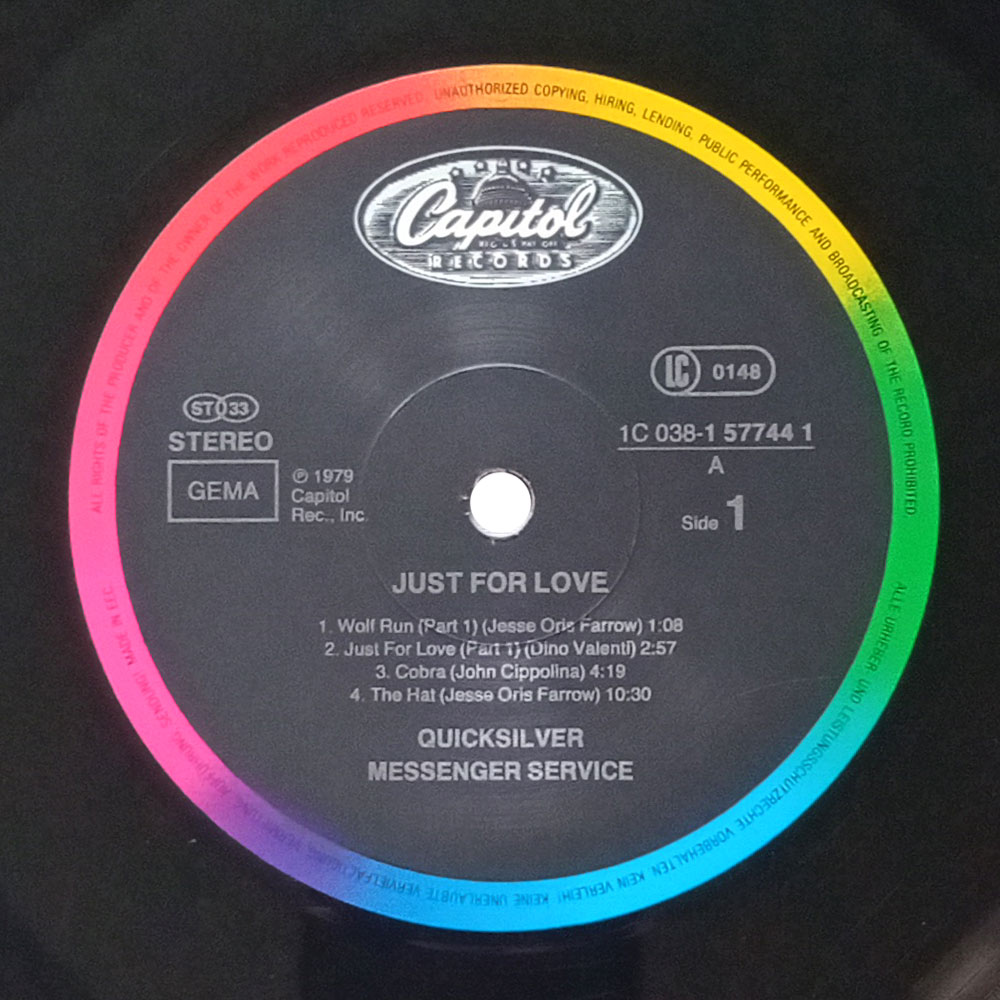 ALL RIGHTS OF THE PRODUCER AND OF THE OWNER OF THE WORK REPRODUCED RESERVED. UNAUTHORIZED COPYING, HIRING, LENDING, PUBLIC PERFORMANCE AND BROADCASTING OF THE RECORD PROHIBITED.
Capitol
RECORDS
LC 0148
ST 33
STEREO
GEMA
℗ 1979
Capitol
Rec., Inc.
1C 038-1 57744 1
A
Side 1
JUST FOR LOVE
1. Wolf Run (Part 1) (Jesse Oris Farrow) 1:08
2. Just For Love (Part 1) (Dino Valenti) 2:57
3. Cobra (John Cippolina) 4:19
4. The Hat (Jesse Oris Farrow) 10:30
QUICKSILVER
MESSENGER SERVICE
ALLE URHEBER- UND LEISTUNGSSCHUTZRECHTE VORBEHALTEN. KEIN VERLEIH! KEINE UNERLAUBTE VERVIELFÄLTIGUNG, SENDUNG! MADE IN EEC.